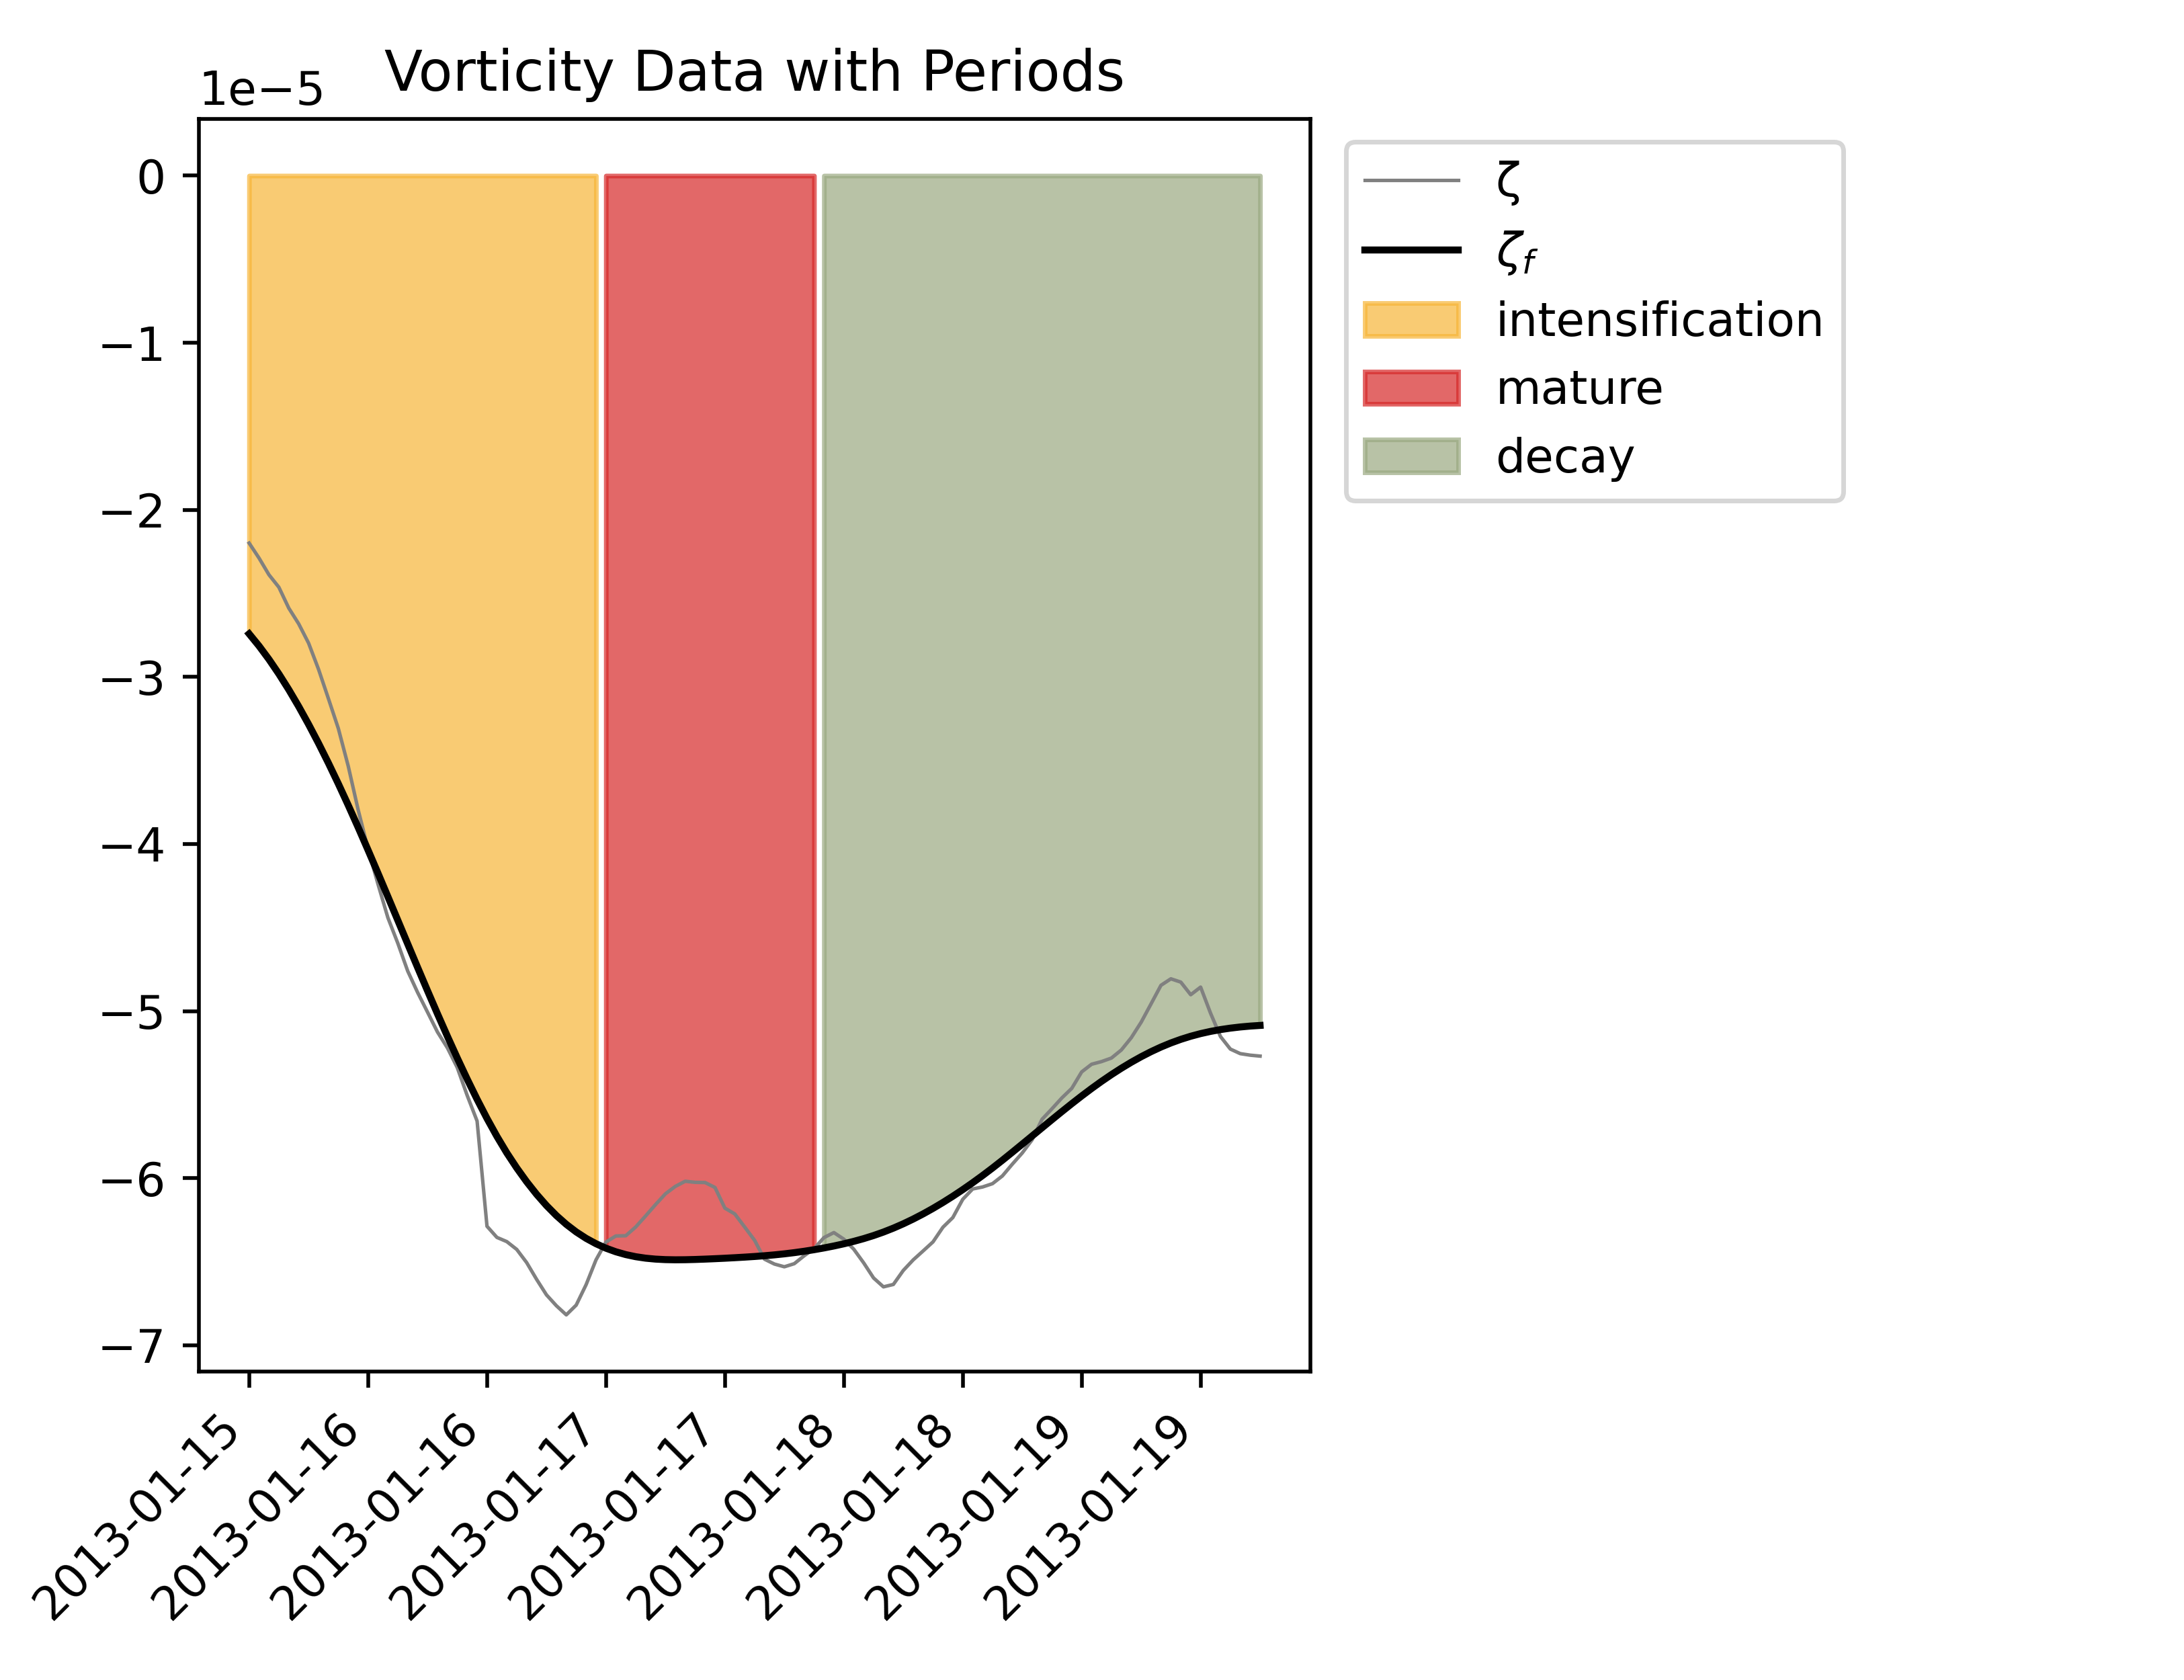 Vorticity Data with Periods
1e−5
0
−1
−2
−3
−4
−5
−6
−7
2013-01-15
2013-01-16
2013-01-16
2013-01-17
2013-01-17
2013-01-18
2013-01-18
2013-01-19
2013-01-19
ζ
ζf
intensification
mature
decay